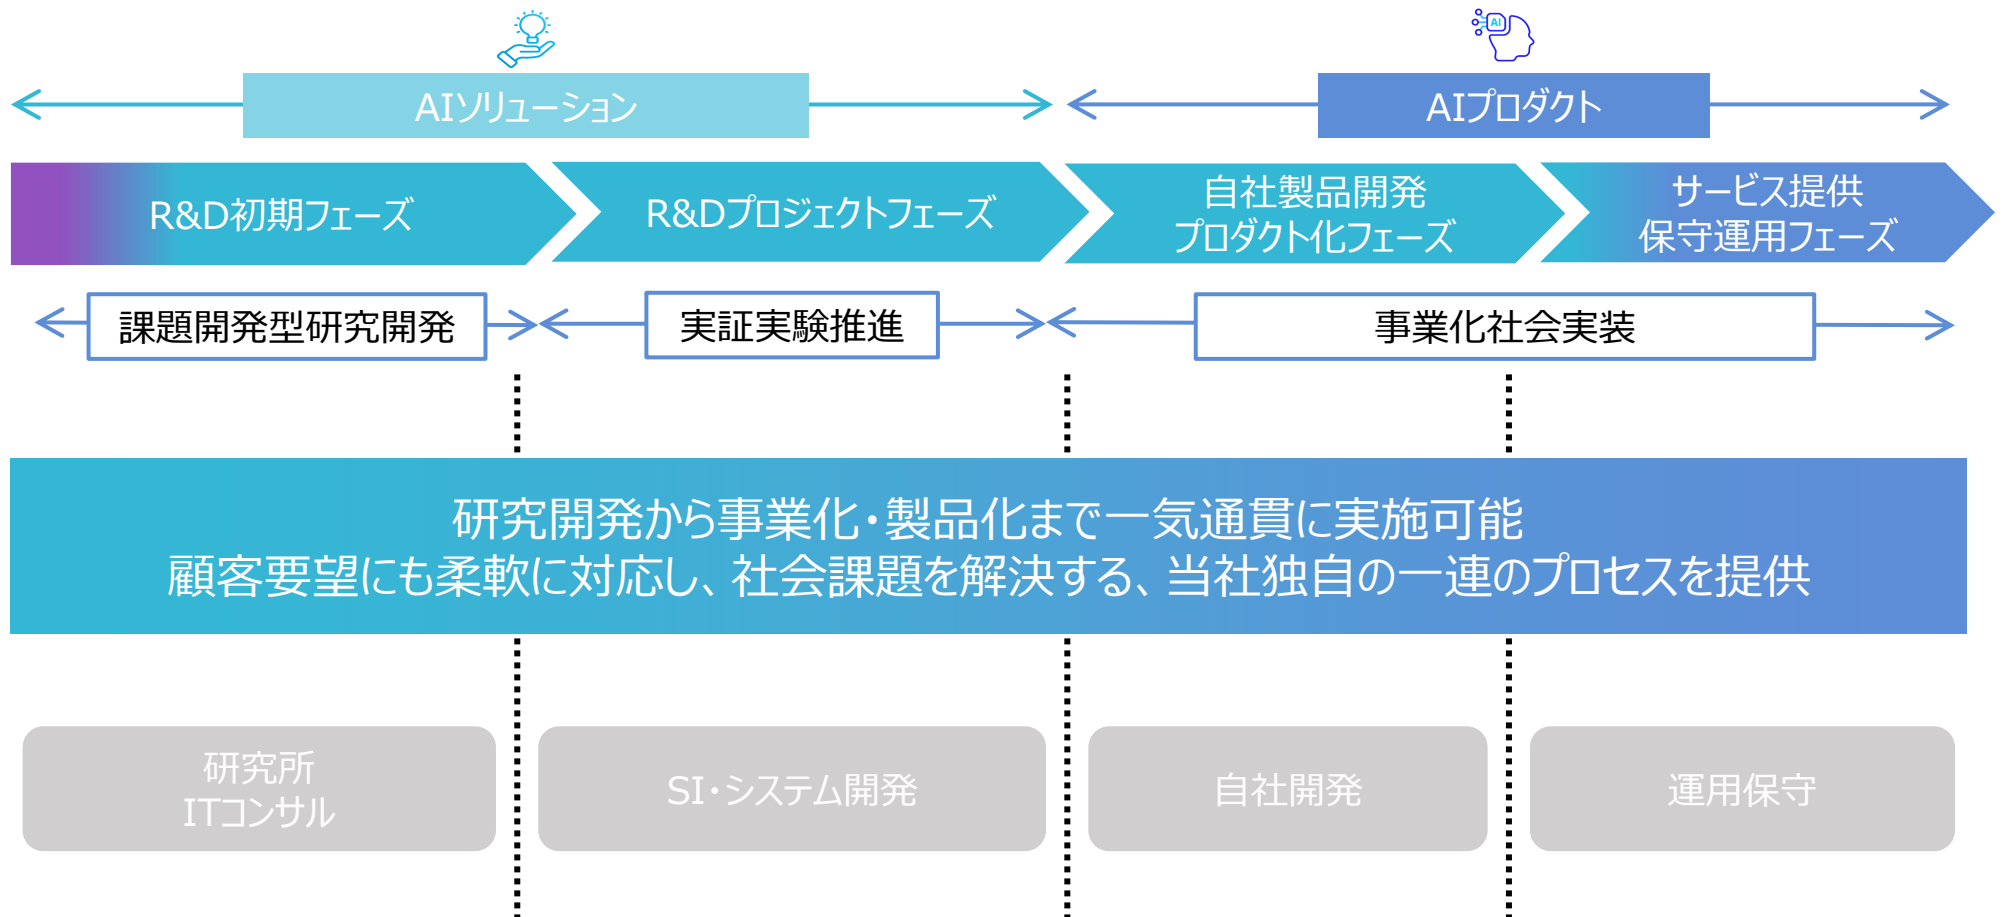 AI
AIソリューション
AIプロダクト
R&D初期フェーズ
R&Dプロジェクトフェーズ
自社製品開発
プロダクト化フェーズ
サービス提供
保守運用フェーズ
課題開発型研究開発
実証実験推進
事業化社会実装
研究開発から事業化・製品化まで一気通貫に実施可能
顧客要望にも柔軟に対応し、社会課題を解決する、当社独自の一連のプロセスを提供
研究所
ITコンサル
SI・システム開発
自社開発
運用保守